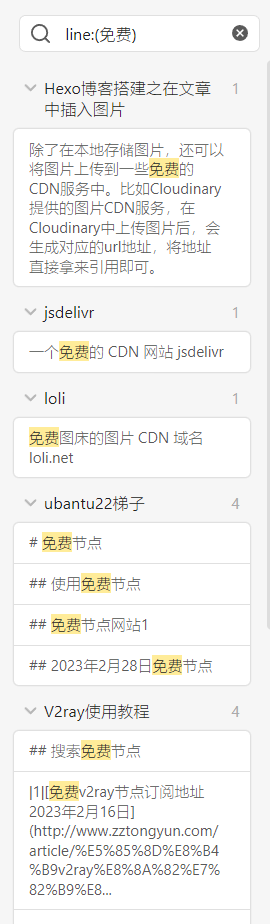 line:(免费)
Hexo博客搭建之在文章
中插入图片
1
除了在本地存储图片，还可以
将图片上传到一些免费的
CDN服务中。比如Cloudinary
提供的图片CDN服务，在
Cloudinary中上传图片后，会
生成对应的url地址，将地址
直接拿来引用即可。
jsdelivr 1
一个免费的 CDN 网站 jsdelivr
loli 1
免费图床的图片 CDN 域名
loli.net
ubantu22梯子 4
# 免费节点
## 使用免费节点
## 免费节点网站1
## 2023年2月28日免费节点
V2ray使用教程 4
## 搜索免费节点
|1|[免费v2ray节点订阅地址
2023年2月16日]
(http://www.zztongyun.com/
article/%E5%85%8D%E8%B4
%B9v2ray%E8%8A%82%E7%
82%B9%E8...